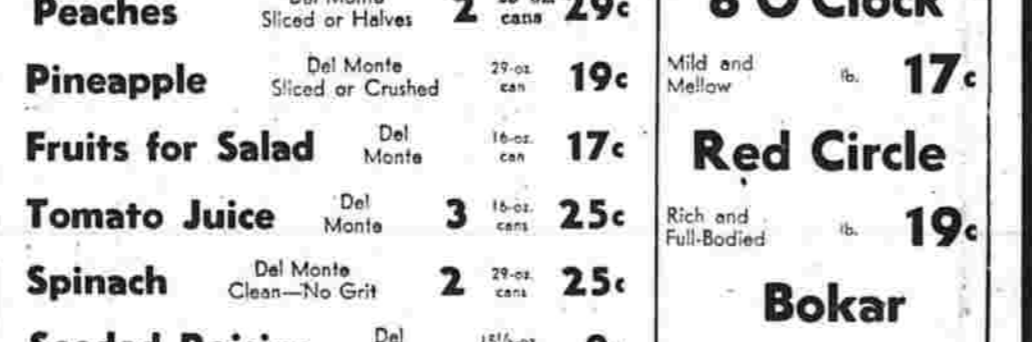 Peaches Sliced or Halves 2 cans 29c
Pineapple Del Monte Sliced or Crushed 29-oz. can 19c
Fruits for Salad Del Monte 16-oz. can 17c
Tomato Juice Del Monte 3 16-oz. cans 25c
Spinach Del Monte Clean—No Grit 2 29-oz. cans 25c
Del
8 O'Clock
Mild and Mellow lb. 17c
Red Circle
Rich and Full-Bodied lb. 19c
Bokar